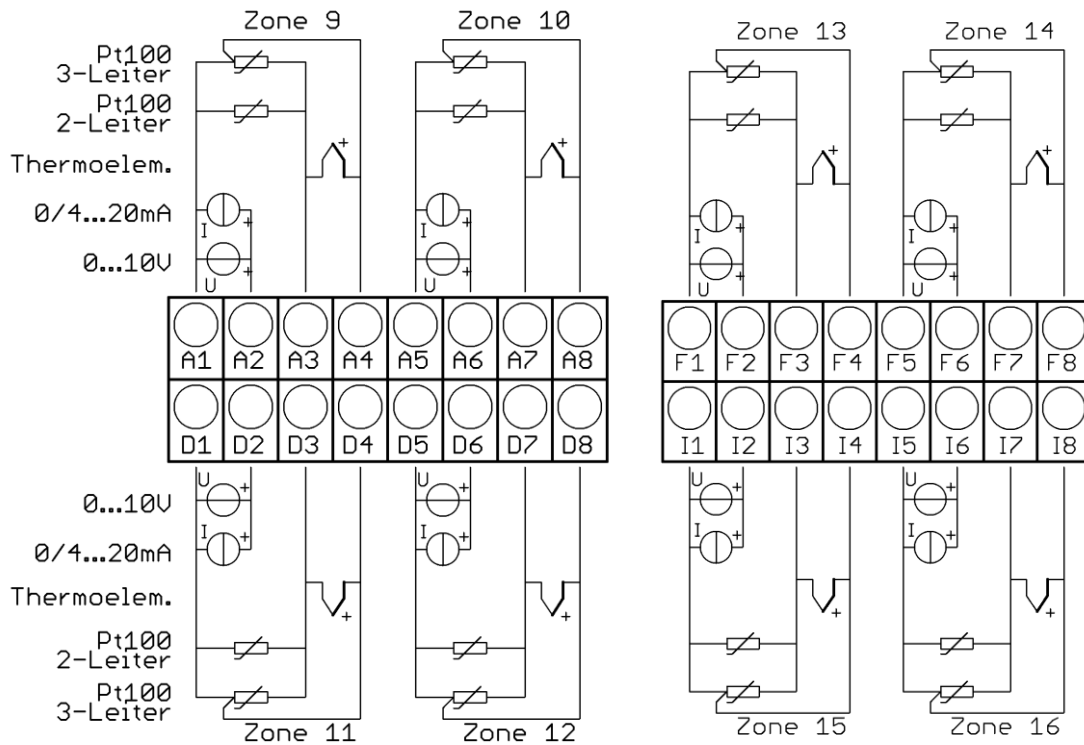 Zone 9 Zone 10 Zone 13 Zone 14
Pt100
3-Leiter
Pt100
2-Leiter
Thermoelem. + + + +
0/4...20mA + + + +
I I I I
0...10V + + + +
U U U U
A1 A2 A3 A4 A5 A6 A7 A8 F1 F2 F3 F4 F5 F6 F7 F8
D1 D2 D3 D4 D5 D6 D7 D8 I1 I2 I3 I4 I5 I6 I7 I8
U U U U
0...10V + + + +
I I I I
0/4...20mA + + + +
Thermoelem. + + + +
Pt100
2-Leiter
Pt100
3-Leiter
Zone 11 Zone 12 Zone 15 Zone 16